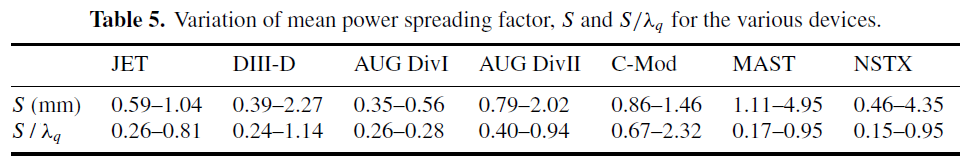 Table 5. Variation of mean power spreading factor, S and S/λq for the various devices.
JET DIII-D AUG DivI AUG DivII C-Mod MAST NSTX
S (mm) 0.59–1.04 0.39–2.27 0.35–0.56 0.79–2.02 0.86–1.46 1.11–4.95 0.46–4.35
S / λq 0.26–0.81 0.24–1.14 0.26–0.28 0.40–0.94 0.67–2.32 0.17–0.95 0.15–0.95